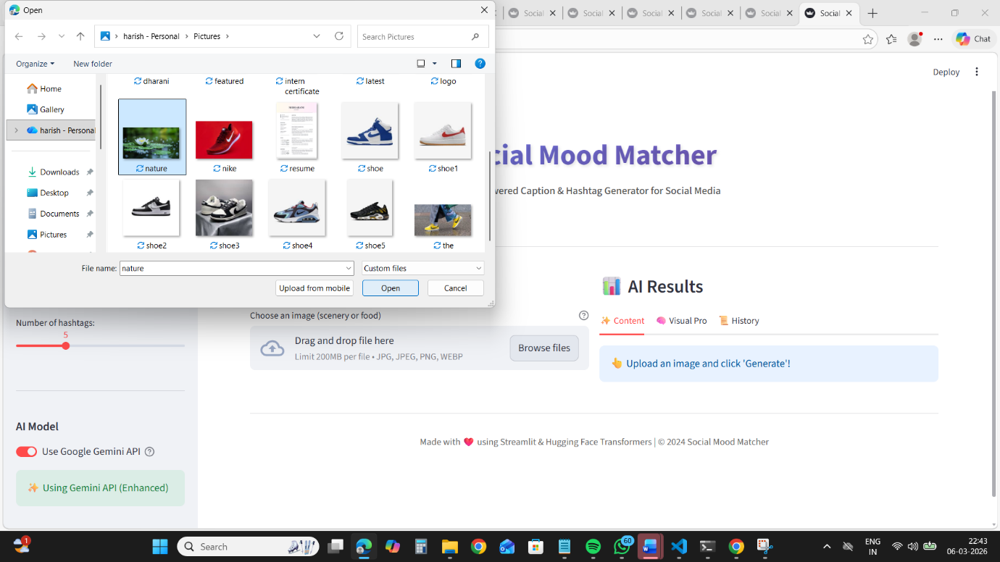 Open
Social
Social
Social
Social
Social
Social
harish - Personal > Pictures >
Search Pictures
Chat
Organize
New folder
Deploy
Home
Gallery
harish - Personal
Downloads
Desktop
Documents
Pictures
dharani
featured
intern certificate
latest
logo
nature
nike
resume
shoe
shoe1
shoe2
shoe3
shoe4
shoe5
the
File name:
nature
Custom files
Upload from mobile
Open
Cancel
cial Mood Matcher
wered Caption & Hashtag Generator for Social Media
Number of hashtags:
5
AI Model
Use Google Gemini API
✨ Using Gemini API (Enhanced)
Choose an image (scenery or food)
Drag and drop file here
Limit 200MB per file • JPG, JPEG, PNG, WEBP
Browse files
📊 AI Results
✨ Content
🧠 Visual Pro
📜 History
👆 Upload an image and click 'Generate'!
Made with ❤️ using Streamlit & Hugging Face Transformers | © 2024 Social Mood Matcher
1
Search
60
ENG
IN
22:43
06-03-2026